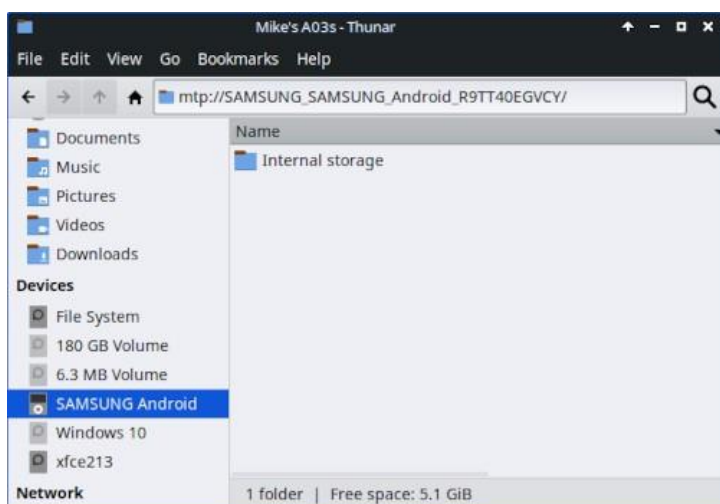 Mike's A03s - Thunar
File Edit View Go Bookmarks Help
mtp://SAMSUNG_SAMSUNG_Android_R9TT40EGVCY/
Documents
Music
Pictures
Videos
Downloads
Devices
File System
180 GB Volume
6.3 MB Volume
SAMSUNG Android
Windows 10
xfce213
Network
Name
Internal storage
1 folder | Free space: 5.1 GiB